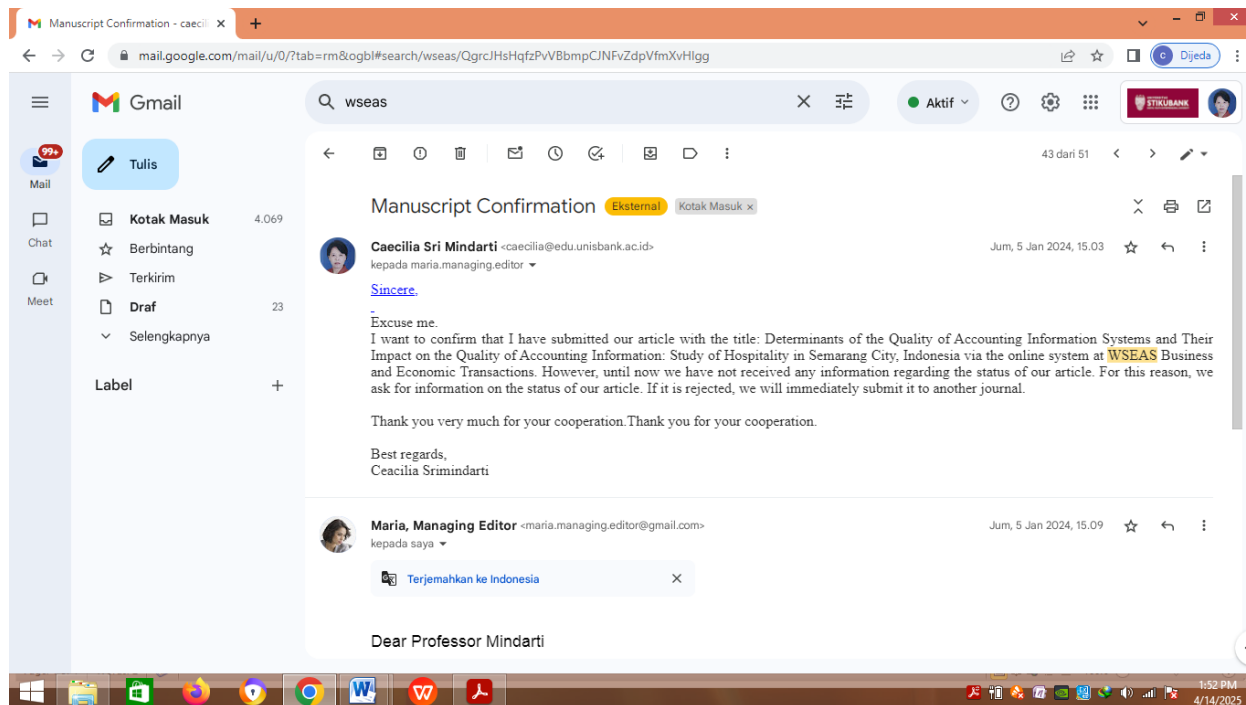 Manuscript Confirmation - caecili
mail.google.com/mail/u/0/?tab=rm&ogbl#search/wseas/QgrcJHsHqfzPvVBbmpCJNFvZdpVfmXvHlgg
C Dijeda
Gmail
wseas
Aktif
STIKUBANK
99+
Mail
Chat
Meet
Tulis
43 dari 51
Kotak Masuk 4.069
Berbintang
Terkirim
Draf 23
Selengkapnya
Label
Manuscript Confirmation Eksternal Kotak Masuk ×
Caecilia Sri Mindarti <caecilia@edu.unisbank.ac.id> Jum, 5 Jan 2024, 15.03
kepada maria.managing.editor
Sincere,
Excuse me.
I want to confirm that I have submitted our article with the title: Determinants of the Quality of Accounting Information Systems and Their
Impact on the Quality of Accounting Information: Study of Hospitality in Semarang City, Indonesia via the online system at WSEAS Business
and Economic Transactions. However, until now we have not received any information regarding the status of our article. For this reason, we
ask for information on the status of our article. If it is rejected, we will immediately submit it to another journal.
Thank you very much for your cooperation.Thank you for your cooperation.
Best regards,
Ceacilia Srimindarti
Maria, Managing Editor <maria.managing.editor@gmail.com> Jum, 5 Jan 2024, 15.09
kepada saya
Terjemahkan ke Indonesia
Dear Professor Mindarti
1:52 PM
4/14/2025